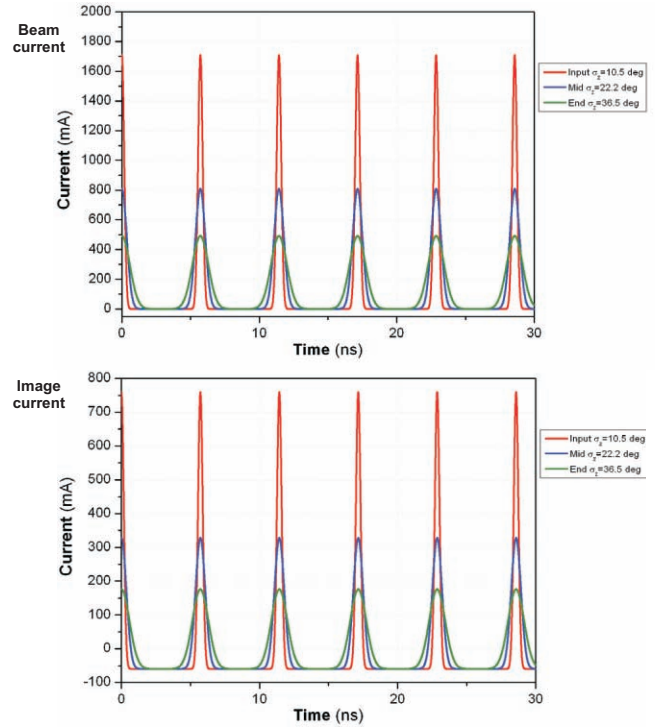 Beam
current
2000
1800
1600
1400
1200
1000
800
600
400
200
0
Current (mA)
0 10 20 30
Time (ns)
Input σz=10.5 deg
Mid σz=22.2 deg
End σz=36.5 deg
Image
current
800
700
600
500
400
300
200
100
0
-100
Current (mA)
0 10 20 30
Time (ns)
Input σz=10.5 deg
Mid σz=22.2 deg
End σz=36.5 deg